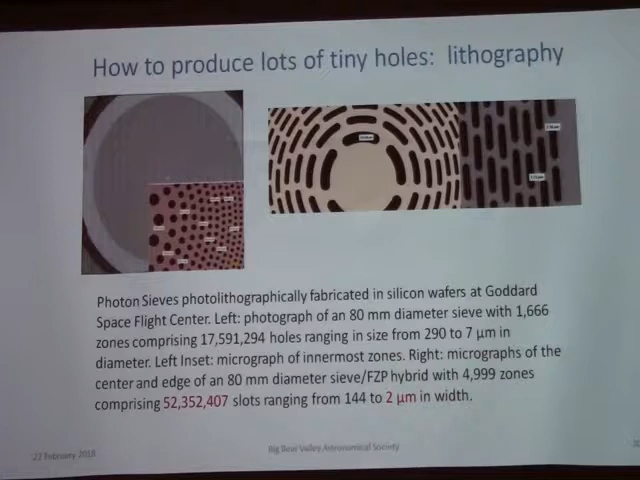 How to produce lots of tiny holes: lithography
Photon Sieves photolithographically fabricated in silicon wafers at Goddard
Space Flight Center. Left: photograph of an 80 mm diameter sieve with 1,666
zones comprising 17,591,294 holes ranging in size from 290 to 7 µm in
diameter. Left Inset: micrograph of innermost zones. Right: micrographs of the
center and edge of an 80 mm diameter sieve/FZP hybrid with 4,999 zones
comprising 52,352,407 slots ranging from 144 to 2 µm in width.
22 February 2018
Big Bear Valley Astronomical Society